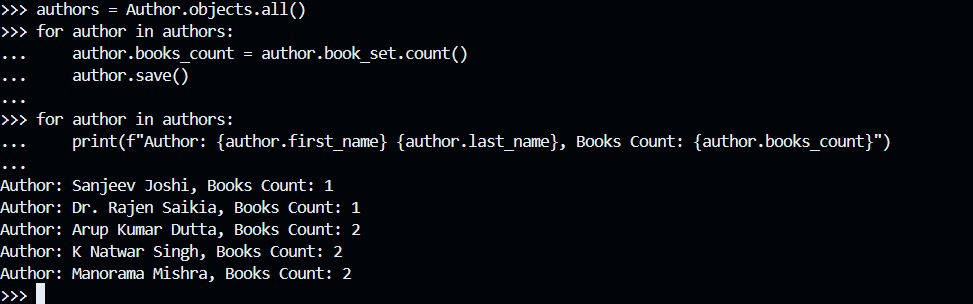 >>> authors = Author.objects.all()
>>> for author in authors:
...     author.books_count = author.book_set.count()
...     author.save()
...
>>> for author in authors:
...     print(f"Author: {author.first_name} {author.last_name}, Books Count: {author.books_count}")
...
Author: Sanjeev Joshi, Books Count: 1
Author: Dr. Rajen Saikia, Books Count: 1
Author: Arup Kumar Dutta, Books Count: 2
Author: K Natwar Singh, Books Count: 2
Author: Manorama Mishra, Books Count: 2
>>>